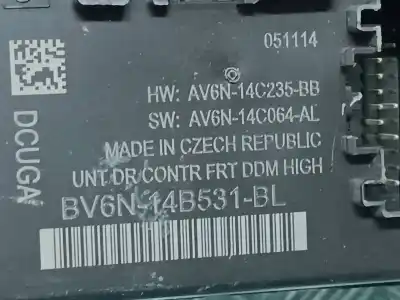 051114
HW: AV6N-14C235-BB
SW: AV6N-14C064-AL
MADE IN CZECH REPUBLIC
UNT DR CONTR FRT DDM HIGH
BV6N-14B531-BL
DCUGA